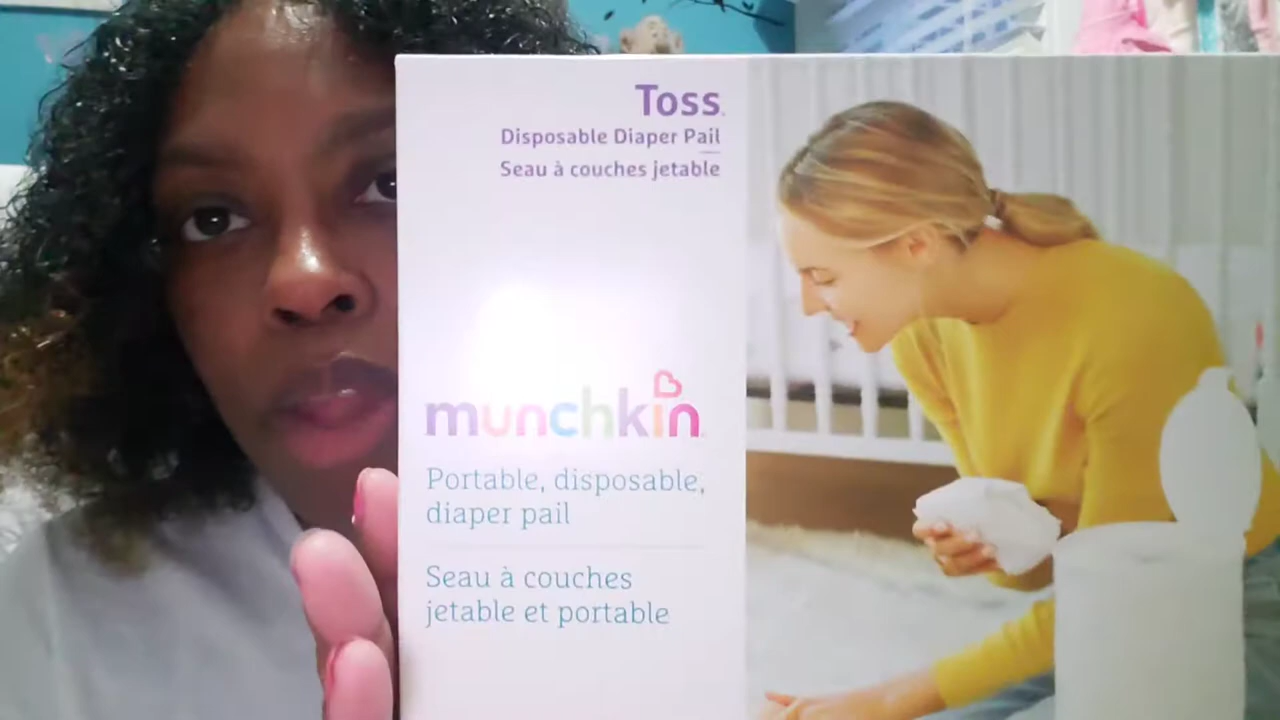 Toss
Disposable Diaper Pail
Seau à couches jetable
munchkin
Portable, disposable,
diaper pail
Seau à couches
jetable et portable